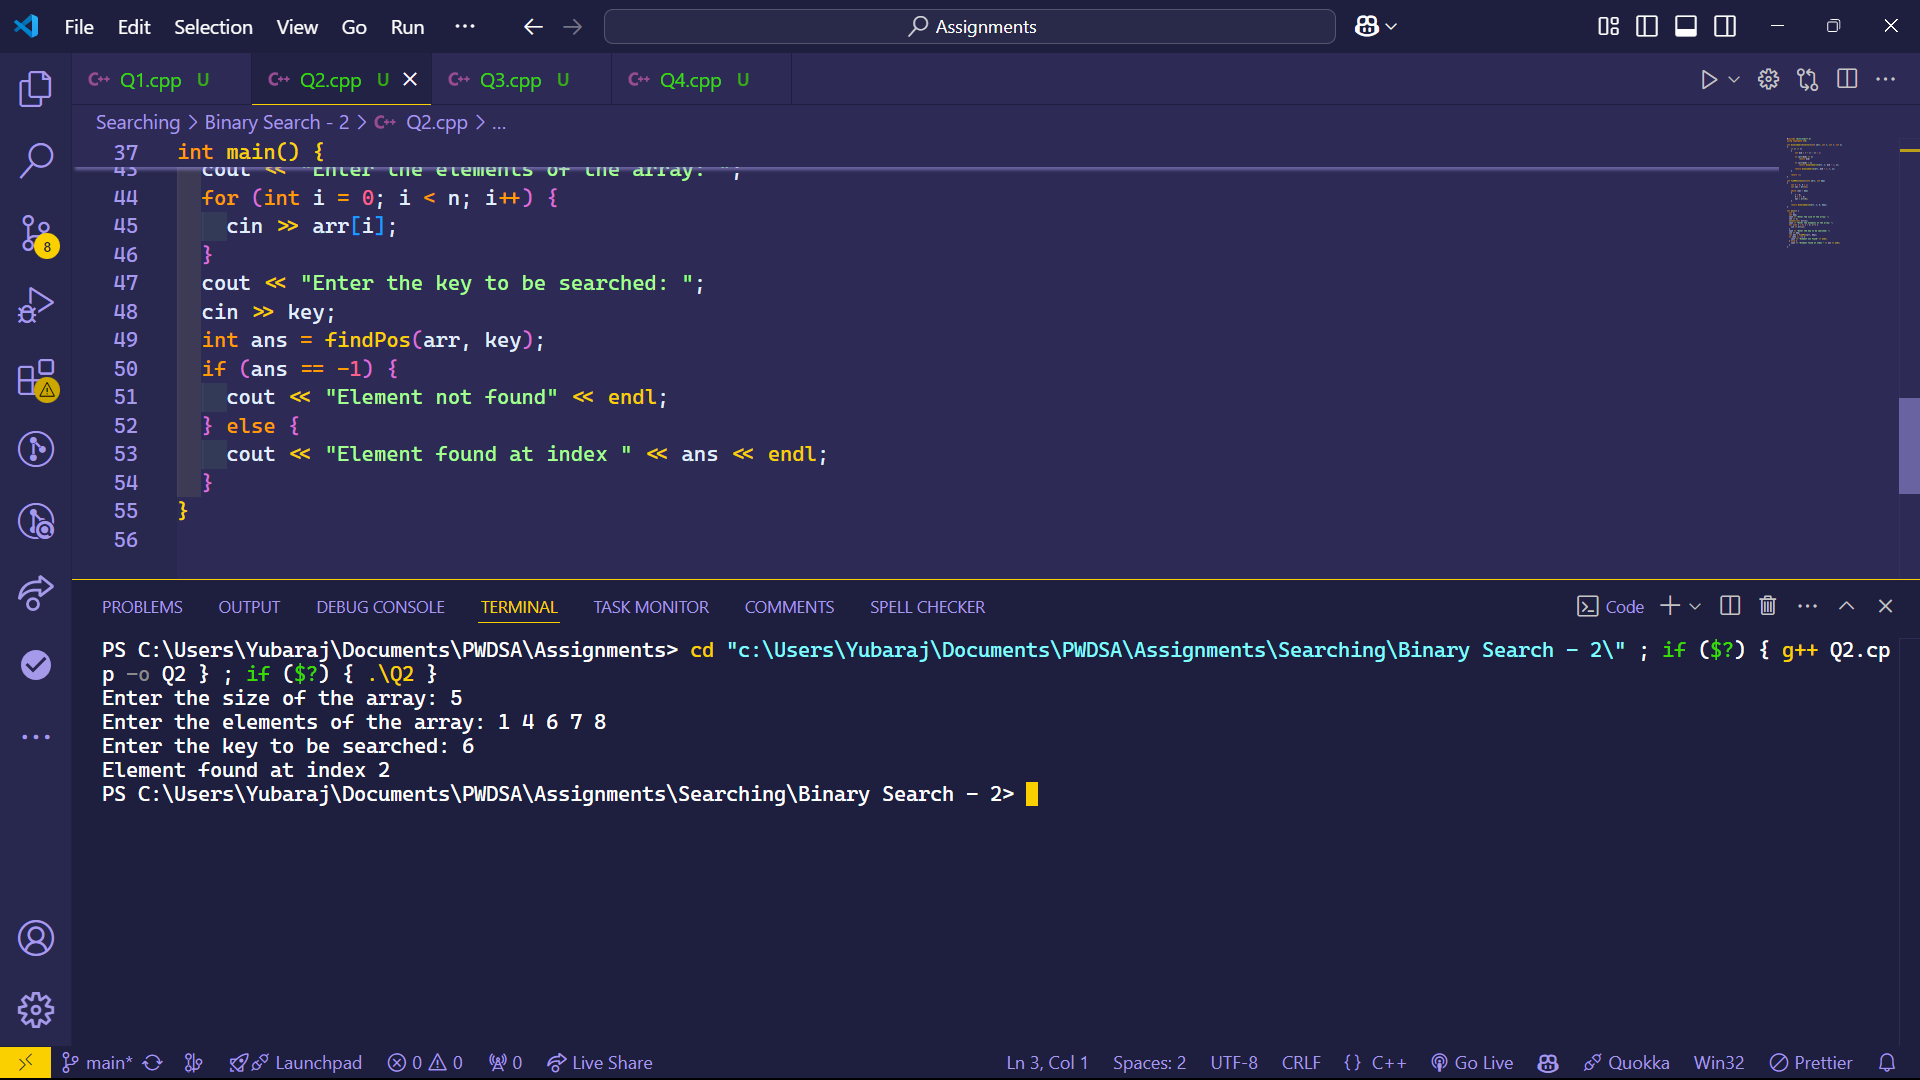 File Edit Selection View Go Run ··· Assignments
Q1.cpp U Q2.cpp U Q3.cpp U Q4.cpp U
Searching > Binary Search - 2 > Q2.cpp > ...
37 int main() {
43 cout << "Enter the elements of the array: ";
44 for (int i = 0; i < n; i++) {
45 cin >> arr[i];
46 }
47 cout << "Enter the key to be searched: ";
48 cin >> key;
49 int ans = findPos(arr, key);
50 if (ans == -1) {
51 cout << "Element not found" << endl;
52 } else {
53 cout << "Element found at index " << ans << endl;
54 }
55 }
56
PROBLEMS OUTPUT DEBUG CONSOLE TERMINAL TASK MONITOR COMMENTS SPELL CHECKER Code
PS C:\Users\Yubaraj\Documents\PWDSA\Assignments> cd "c:\Users\Yubaraj\Documents\PWDSA\Assignments\Searching\Binary Search - 2\" ; if ($?) { g++ Q2.cp
p -o Q2 } ; if ($?) { .\Q2 }
Enter the size of the array: 5
Enter the elements of the array: 1 4 6 7 8
Enter the key to be searched: 6
Element found at index 2
PS C:\Users\Yubaraj\Documents\PWDSA\Assignments\Searching\Binary Search - 2>
8
main* Launchpad 0 0 0 Live Share Ln 3, Col 1 Spaces: 2 UTF-8 CRLF {} C++ Go Live Quokka Win32 Prettier